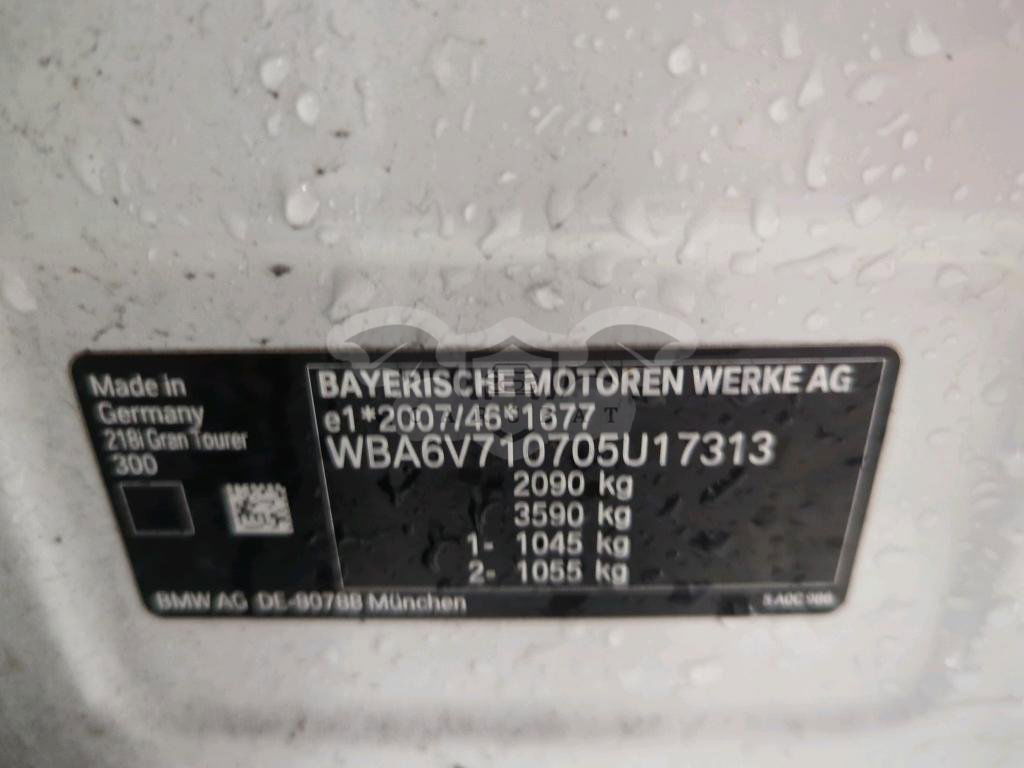 Made in
Germany
218i Gran Tourer
300
BAYERISCHE MOTOREN WERKE AG
e1*2007/46*1677
WBA6V710705U17313
2090 kg
3590 kg
1- 1045 kg
2- 1055 kg
BMW AG DE-80788 München